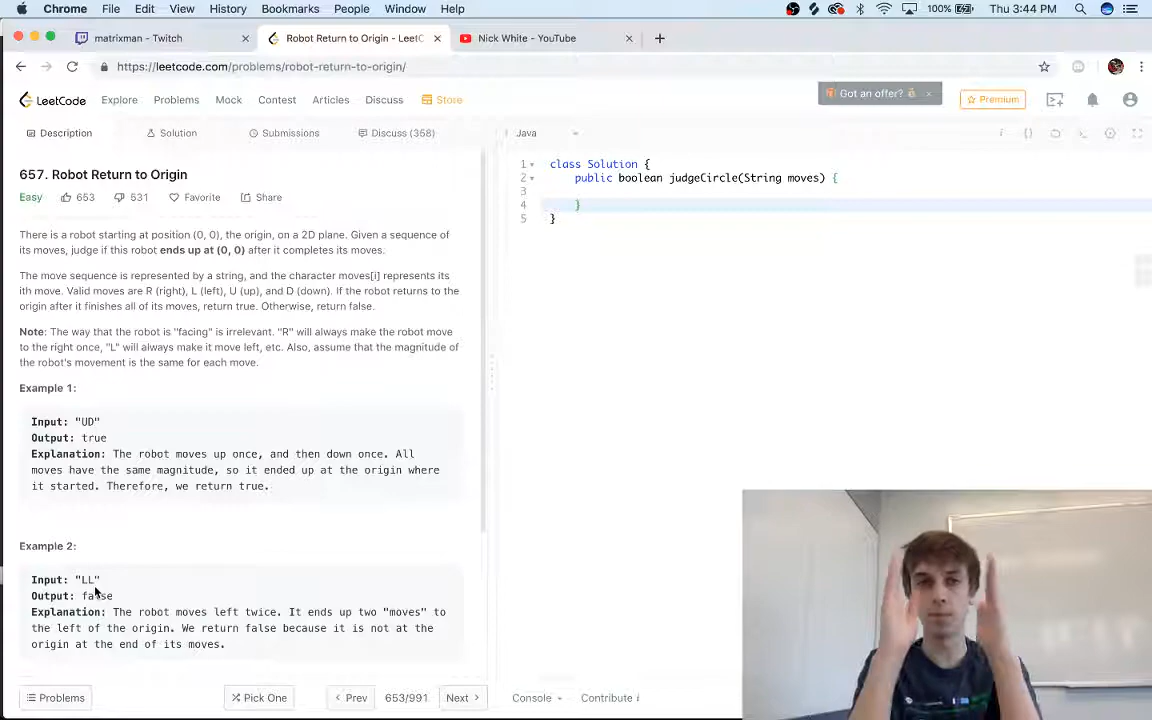 Chrome File Edit View History Bookmarks People Window Help 100% Thu 3:44 PM
matrixman - Twitch × Robot Return to Origin - LeetC × Nick White - YouTube × +
https://leetcode.com/problems/robot-return-to-origin/
LeetCode Explore Problems Mock Contest Articles Discuss Store Got an offer? × Premium
Description Solution Submissions Discuss (368) Java
657. Robot Return to Origin
Easy 653 531 Favorite Share
There is a robot starting at position (0, 0), the origin, on a 2D plane. Given a sequence of
its moves, judge if this robot ends up at (0, 0) after it completes its moves.
The move sequence is represented by a string, and the character moves[i] represents its
ith move. Valid moves are R (right), L (left), U (up), and D (down). If the robot returns to the
origin after it finishes all of its moves, return true. Otherwise, return false.
Note: The way that the robot is "facing" is irrelevant. "R" will always make the robot move
to the right once, "L" will always make it move left, etc. Also, assume that the magnitude of
the robot's movement is the same for each move.
Example 1:
Input: "UD"
Output: true
Explanation: The robot moves up once, and then down once. All
moves have the same magnitude, so it ended up at the origin where
it started. Therefore, we return true.
Example 2:
Input: "LL"
Output: false
Explanation: The robot moves left twice. It ends up two "moves" to
the left of the origin. We return false because it is not at the
origin at the end of its moves.
Problems Pick One Prev 653/991 Next
1 class Solution {
2 public boolean judgeCircle(String moves) {
3
4 }
5 }
Console Contribute i